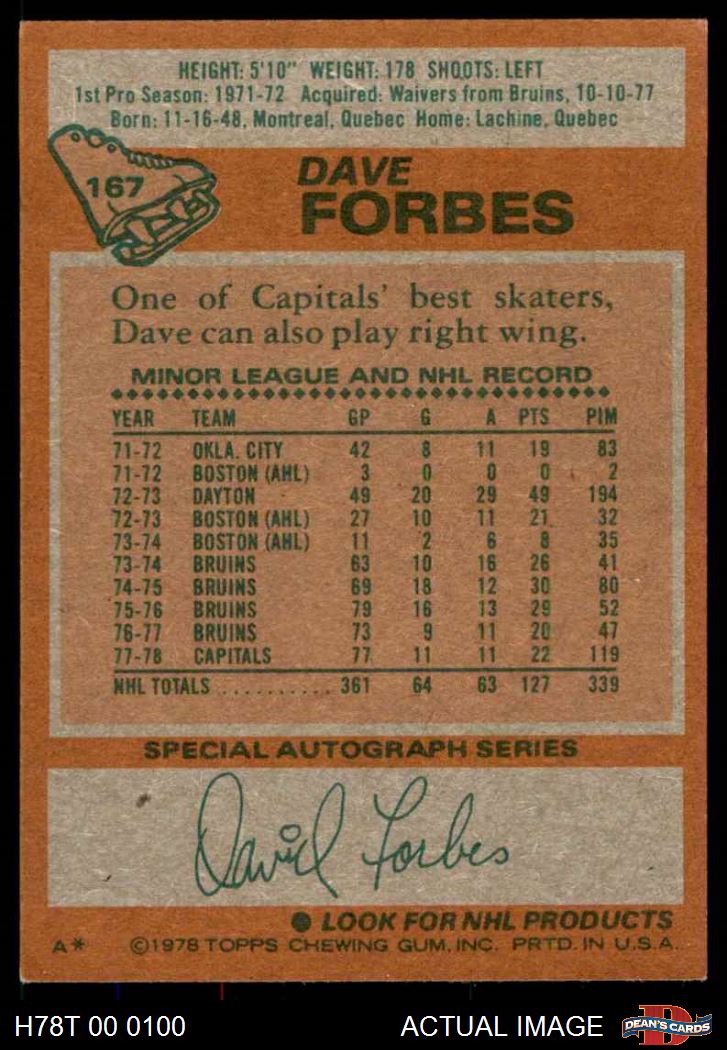 HEIGHT: 5'10" WEIGHT: 178 SHOOTS: LEFT
1st Pro Season: 1971-72 Acquired: Waivers from Bruins, 10-10-77
Born: 11-16-48, Montreal, Quebec Home: Lachine, Quebec
167
DAVE
FORBES
One of Capitals' best skaters,
Dave can also play right wing.
MINOR LEAGUE AND NHL RECORD
YEAR TEAM GP G A PTS PIM
71-72 OKLA. CITY 42 8 11 19 83
71-72 BOSTON (AHL) 3 0 0 0 2
72-73 DAYTON 49 20 29 49 194
72-73 BOSTON (AHL) 27 10 11 21 32
73-74 BOSTON (AHL) 11 2 6 8 35
73-74 BRUINS 63 10 16 26 41
74-75 BRUINS 69 18 12 30 80
75-76 BRUINS 79 16 13 29 52
76-77 BRUINS 73 9 11 20 47
77-78 CAPITALS 77 11 11 22 119
NHL TOTALS .......... 361 64 63 127 339
SPECIAL AUTOGRAPH SERIES
David Forbes
● LOOK FOR NHL PRODUCTS
A* ©1978 TOPPS CHEWING GUM, INC. PRTD. IN U.S.A.
H78T 00 0100 ACTUAL IMAGE D DEAN'S CARDS